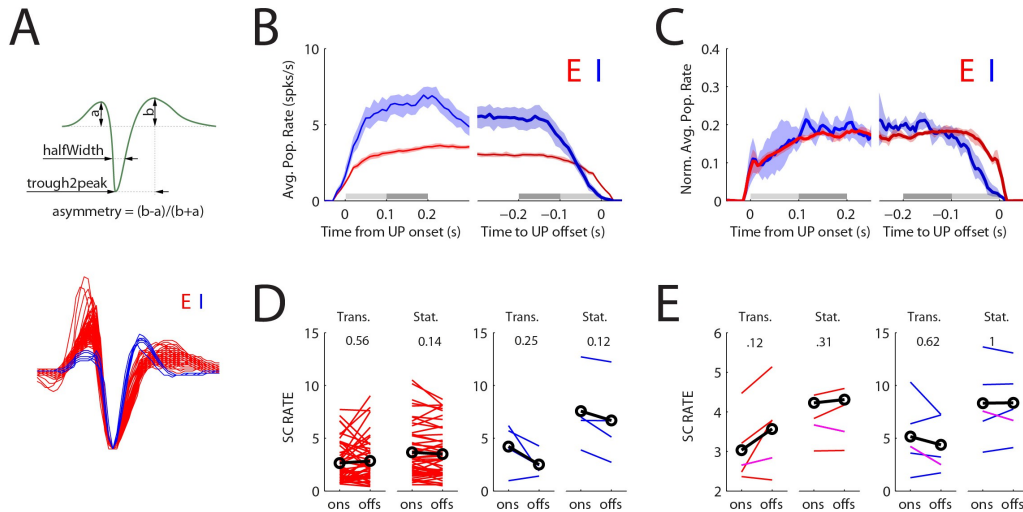 A
a
b
halfWidth
trough2peak
asymmetry = (b-a)/(b+a)
E I
B
E I
Avg. Pop. Rate (spks/s)
10
5
0
0 0.2 −0.2 0
Time from UP onset (s) Time to UP offset (s)
C
E I
Norm. Avg. Pop. Rate
0.4
0.3
0.2
0.1
0
0 0.1 0.2 −0.2 −0.1 0
Time from UP onset (s) Time to UP offset (s)
D
Trans. Stat. Trans. Stat.
0.56 0.14 0.25 0.12
SC RATE
15 15
10 10
5 5
0 0
ons offs ons offs ons offs ons offs
E
Trans. Stat. Trans. Stat.
.12 .31 0.62 1
SC RATE
6 15
5
10
4
5
3
2 0
ons offs ons offs ons offs ons offs